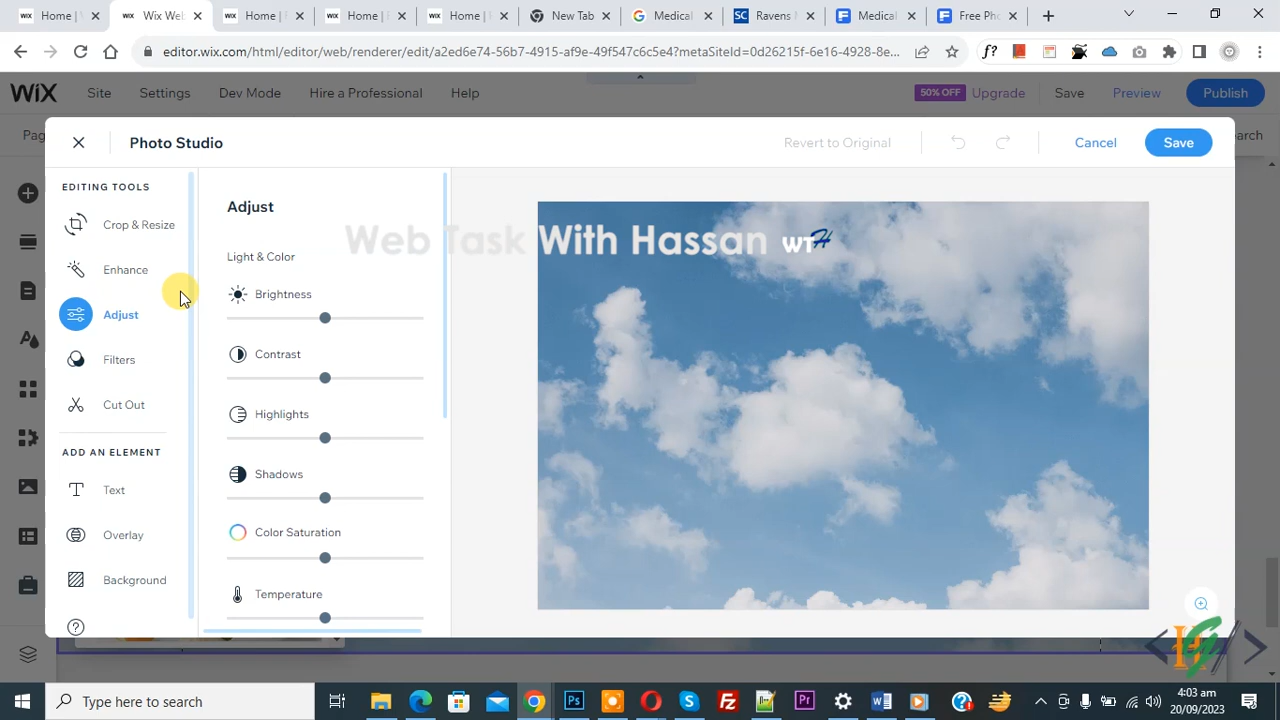 Home | V
Wix Web
Home | F
Home | F
Home | F
New Tab
Medical
Ravens M
Medical
Free Pho
editor.wix.com/html/editor/web/renderer/edit/a2ed6e74-56b7-4915-af9e-49f547c6c5e4?metaSiteId=0d26215f-6e16-4928-8e...
WiX Site Settings Dev Mode Hire a Professional Help 50% OFF Upgrade Save Preview Publish
Photo Studio Revert to Original Cancel Save
EDITING TOOLS
Crop & Resize
Enhance
Adjust
Filters
Cut Out
ADD AN ELEMENT
Text
Overlay
Background
Adjust
Light & Color
Brightness
Contrast
Highlights
Shadows
Color Saturation
Temperature
Web Task With Hassan WTH
Type here to search
4:03 am
20/09/2023